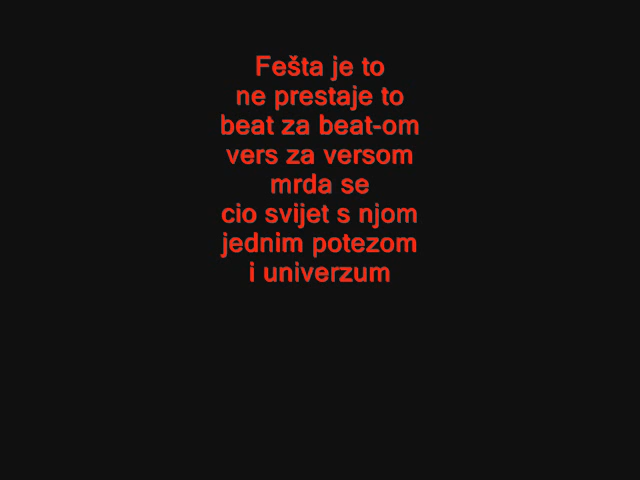 Fešta je to
ne prestaje to
beat za beat-om
vers za versom
mrda se
cio svijet s njom
jednim potezom
i univerzum